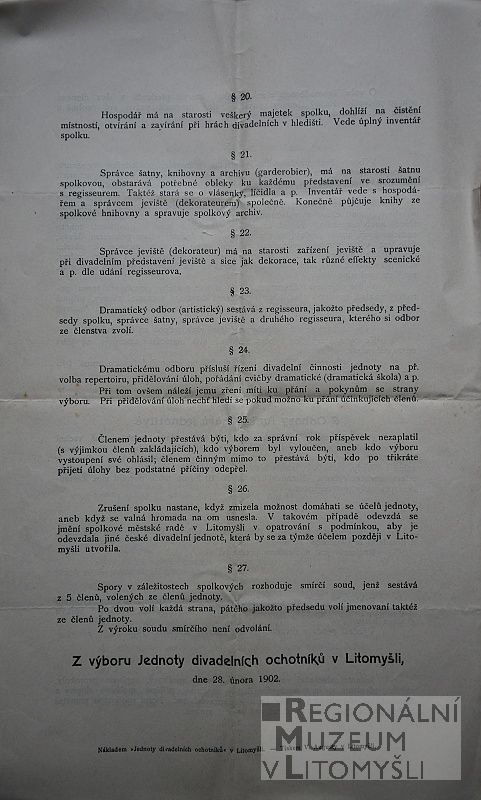 § 20.
Hospodář má na starosti veškerý majetek spolku, dohlíží na čistění
místností, otvírání a zavírání při hrách divadelních v hledišti. Vede úplný inventář
spolku.
§ 21.
Správce šatny, knihovny a archivu (garderobier), má na starosti šatnu
spolkovou, obstarává potřebné obleky ku každému představení ve srozumění
s regisseurem. Taktéž stará se o vlásenky, líčidla a p. Inventář vede s hospodá-
řem a správcem jeviště (dekorateurem) společně. Konečně půjčuje knihy ze
spolkové knihovny a spravuje spolkový archiv.
§ 22.
Správce jeviště (dekorateur) má na starosti zařízení jeviště a upravuje
při divadelním představení jeviště a sice jak dekorace, tak různé effekty scenické
a p. dle udání regisseurova.
§ 23.
Dramatický odbor (artistický) sestává z regisseura, jakožto předsedy, z před-
sedy spolku, správce šatny, správce jeviště a druhého regisseura, kterého si odbor
ze členstva zvolí.
§ 24.
Dramatickému odboru přísluší řízení divadelní činnosti jednoty na př.
volba repertoiru, přidělování úloh, pořádání cvičby dramatické (dramatická škola) a p.
Při tom ovšem náleží jemu zření míti ku přání a pokynům se strany
výboru. Při přidělování úloh nechť hledí se pokud možno ku přání účinkujících členů.
§ 25.
Členem jednoty přestává býti, kdo za správní rok příspěvek nezaplatil
(s výjimkou členů zakládajících), kdo výborem byl vyloučen, aneb kdo výboru
vystoupení své ohlásil; členem činným mimo to přestává býti, kdo po třikráte
přijetí úlohy bez podstatné příčiny odepřel.
§ 26.
Zrušení spolku nastane, když zmizela možnost domáhati se účelů jednoty,
aneb když se valná hromada na om usnesla. V takovém případě odevzdá se
jmění spolkové městské radě v Litomyšli v opatrování s podmínkou, aby je
odevzdala jiné české divadelní jednotě, která by se za týmže účelem později v Lito-
myšli utvořila.
§ 27.
Spory v záležitostech spolkových rozhoduje smírčí soud, jenž sestává
z 5 členů, volených ze členů jednoty.
Po dvou volí každá strana, pátého jakožto předsedu volí jmenovaní taktéž
ze členů jednoty.
Z výroku soudu smírčího není odvolání.
Z výboru Jednoty divadelních ochotníků v Litomyšli,
dne 28. února 1902.
Nákladem »Jednoty divadelních ochotníků« v Litomyšli. — Tiskem V. Augusty v Litomyšli.
REGIONÁLNÍ
MUZEUM
V LITOMYŠLI